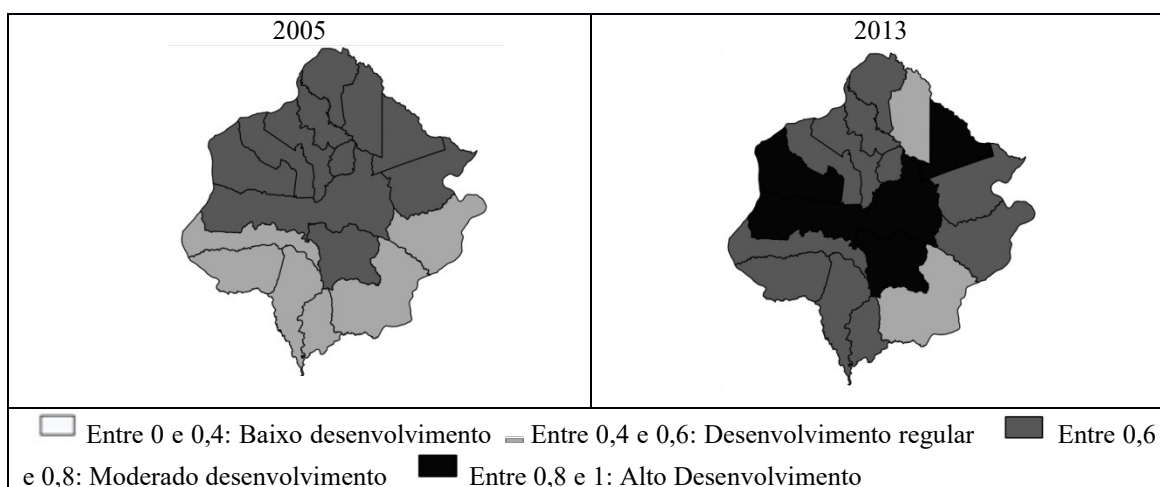 2005
2013
Entre 0 e 0,4: Baixo desenvolvimento Entre 0,4 e 0,6: Desenvolvimento regular Entre 0,6
e 0,8: Moderado desenvolvimento Entre 0,8 e 1: Alto Desenvolvimento